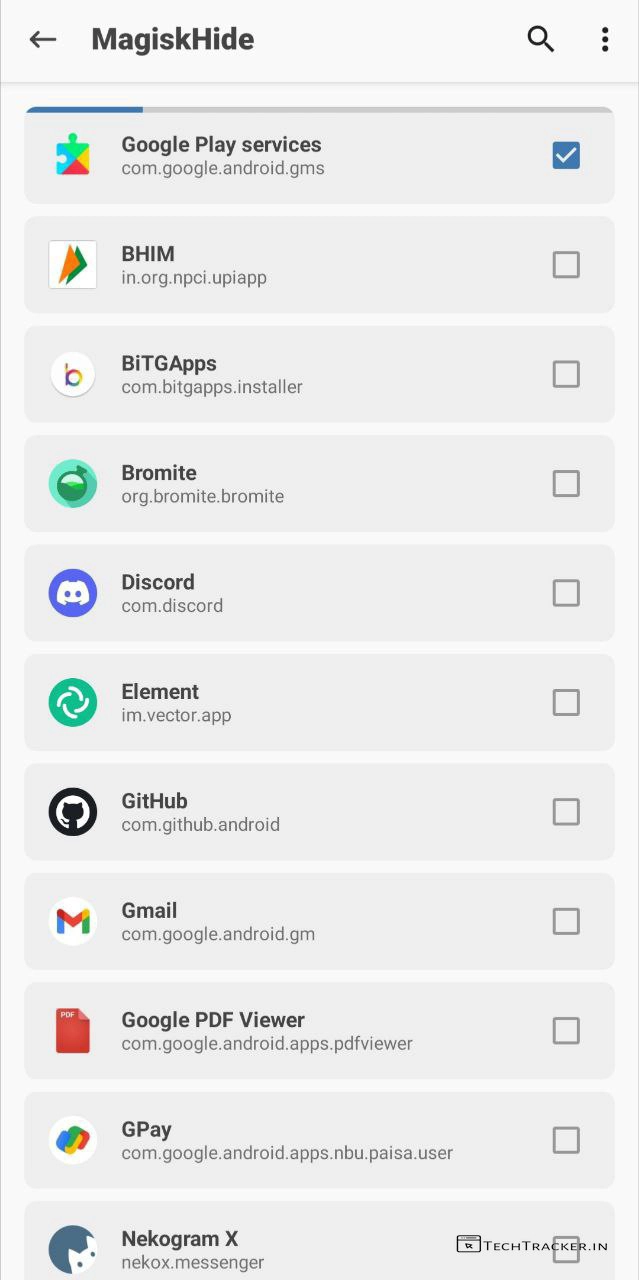 MagiskHide
Google Play services
com.google.android.gms
BHIM
in.org.npci.upiapp
BiTGApps
com.bitgapps.installer
Bromite
org.bromite.bromite
Discord
com.discord
Element
im.vector.app
GitHub
com.github.android
Gmail
com.google.android.gm
PDF
Google PDF Viewer
com.google.android.apps.pdfviewer
GPay
com.google.android.apps.nbu.paisa.user
Nekogram X
nekox.messenger
TECHTRACKER.IN